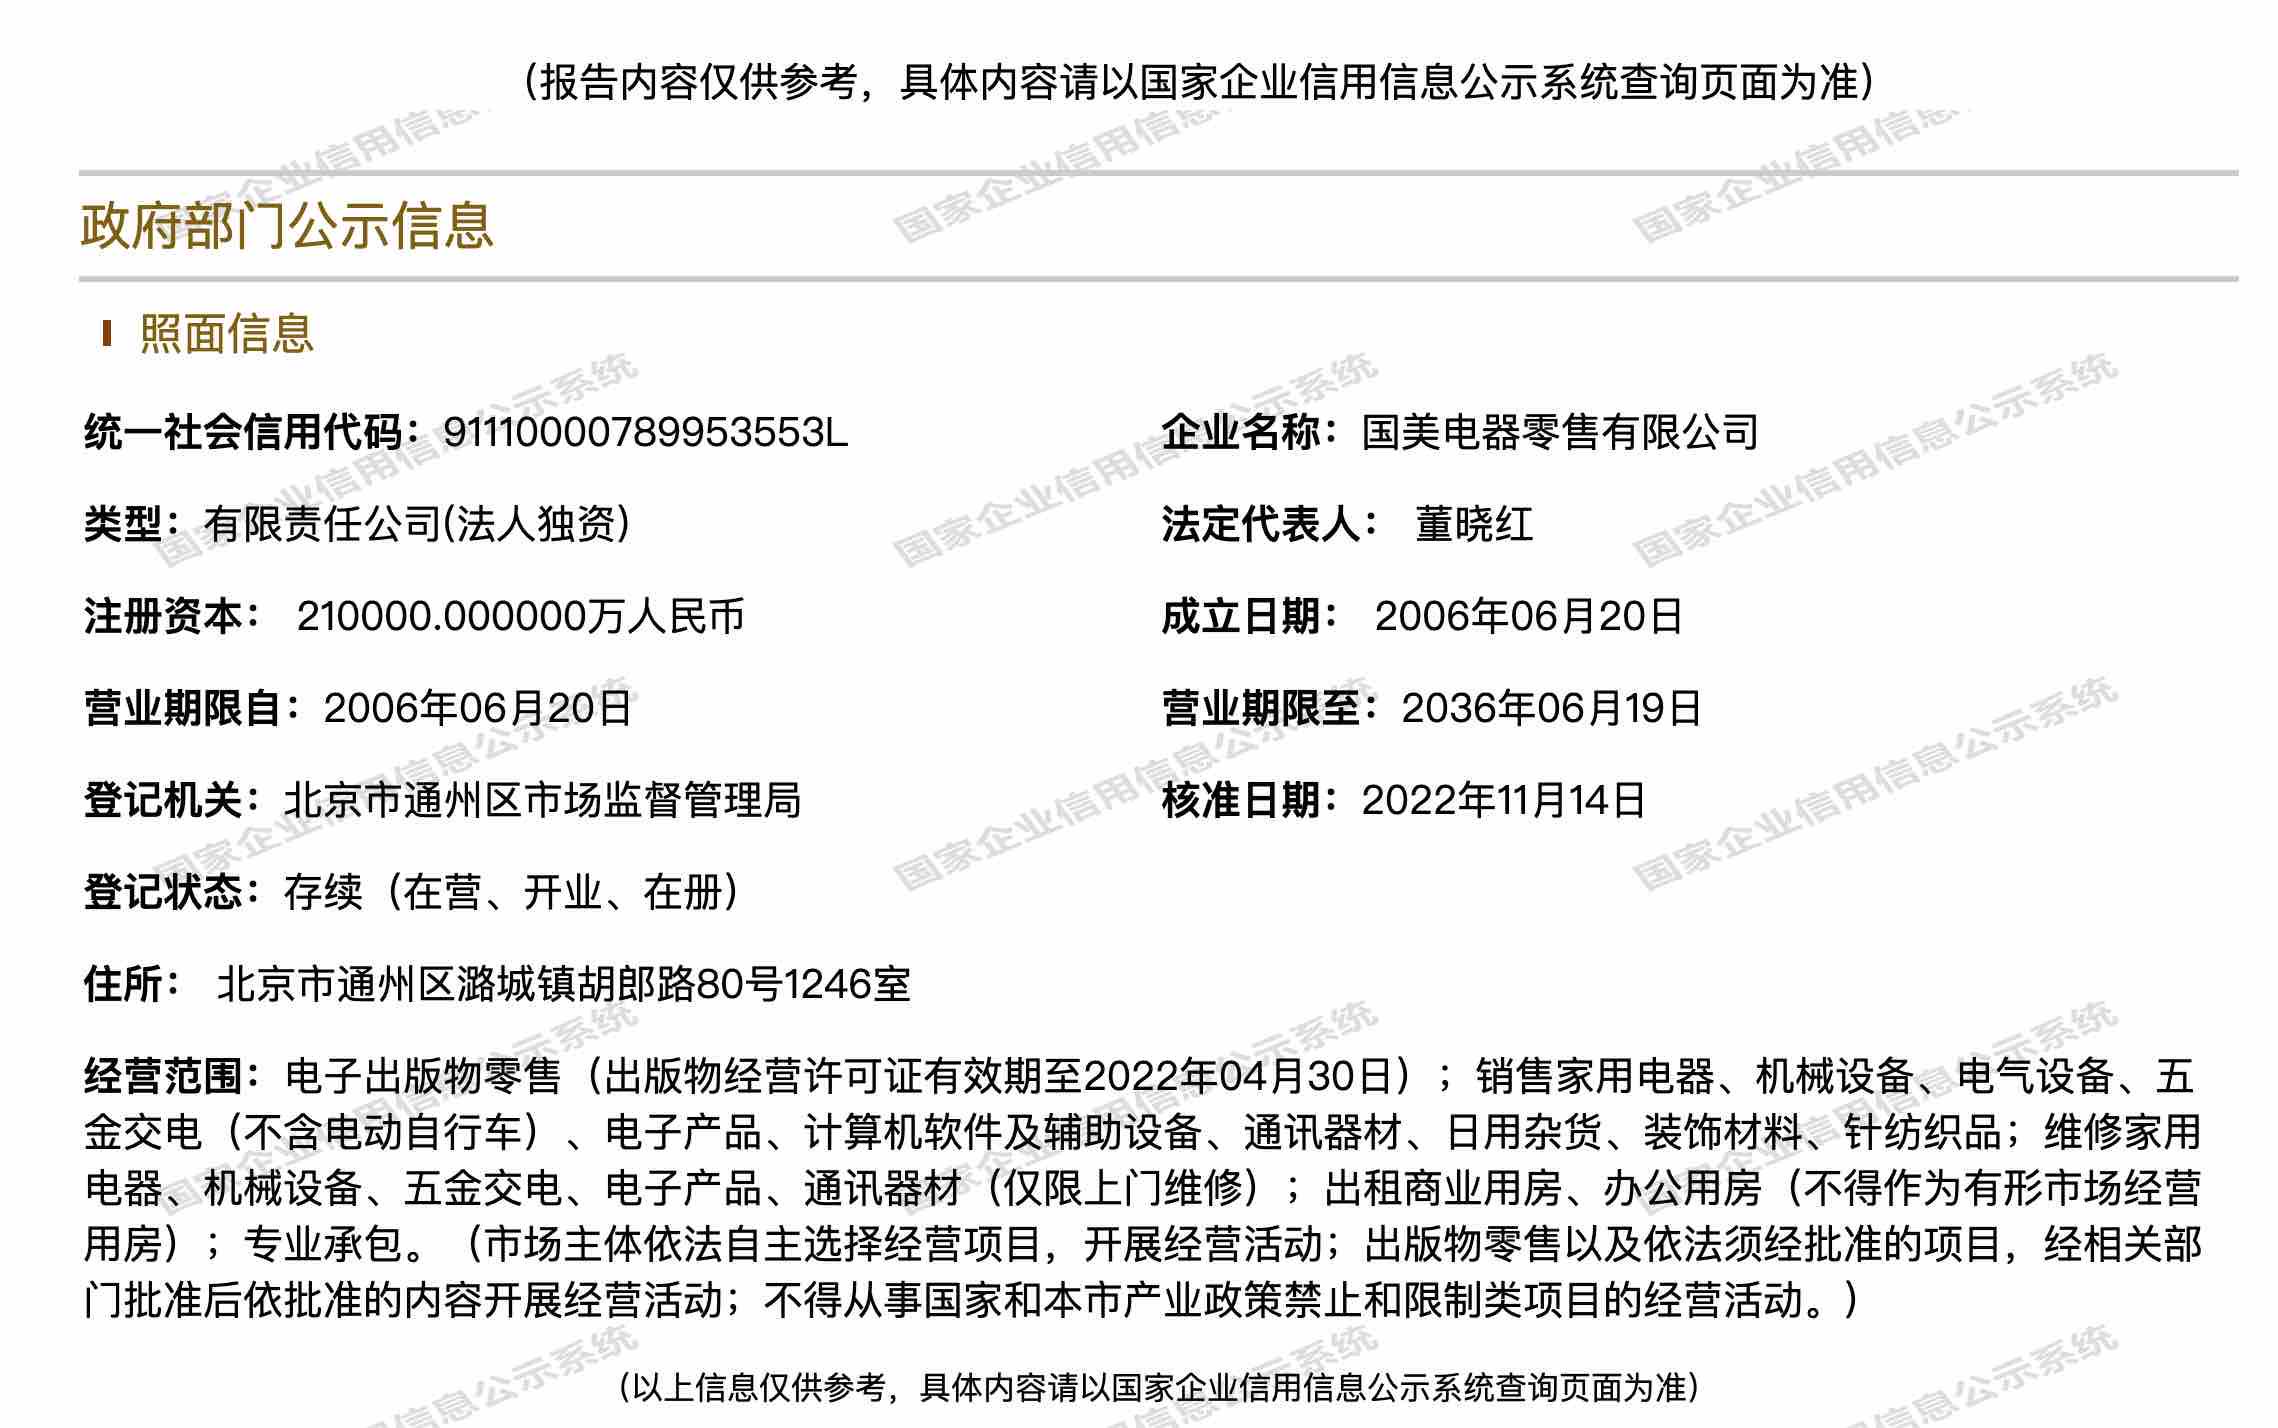 （报告内容仅供参考，具体内容请以国家企业信用信息公示系统查询页面为准）
政府部门公示信息
照面信息
统一社会信用代码：91110000789953553L
企业名称：国美电器零售有限公司
类型：有限责任公司(法人独资)
法定代表人： 董晓红
注册资本： 210000.000000万人民币
成立日期： 2006年06月20日
营业期限自：2006年06月20日
营业期限至：2036年06月19日
登记机关：北京市通州区市场监督管理局
核准日期：2022年11月14日
登记状态：存续（在营、开业、在册）
住所： 北京市通州区潞城镇胡郎路80号1246室
经营范围：电子出版物零售（出版物经营许可证有效期至2022年04月30日）；销售家用电器、机械设备、电气设备、五
金交电（不含电动自行车）、电子产品、计算机软件及辅助设备、通讯器材、日用杂货、装饰材料、针纺织品；维修家用
电器、机械设备、五金交电、电子产品、通讯器材（仅限上门维修）；出租商业用房、办公用房（不得作为有形市场经营
用房）；专业承包。（市场主体依法自主选择经营项目，开展经营活动；出版物零售以及依法须经批准的项目，经相关部
门批准后依批准的内容开展经营活动；不得从事国家和本市产业政策禁止和限制类项目的经营活动。）
（以上信息仅供参考，具体内容请以国家企业信用信息公示系统查询页面为准）
国家企业信用信息公示系统